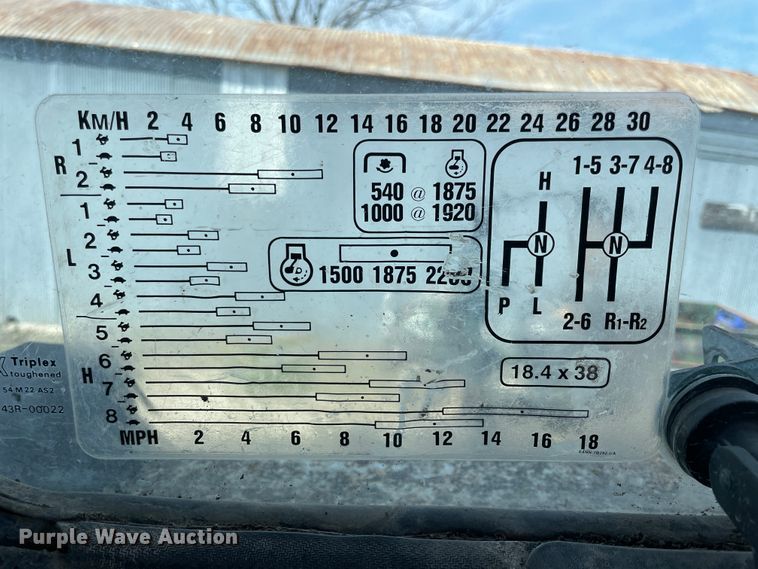 KM/H 2 4 6 8 10 12 14 16 18 20 22 24 26 28 30
R 1
2
540 @ 1875
1000 @ 1920
L 1
2
3
4
1500 1875
H 5
6
7
8
MPH 2 4 6 8 10 12 14 16 18
18.4 x 38
1-5 3-7 4-8
H
N N
P L
2-6 R1-R2
Triplex
toughened
54 M 22 AS2
43R-00022
Purple Wave Auction